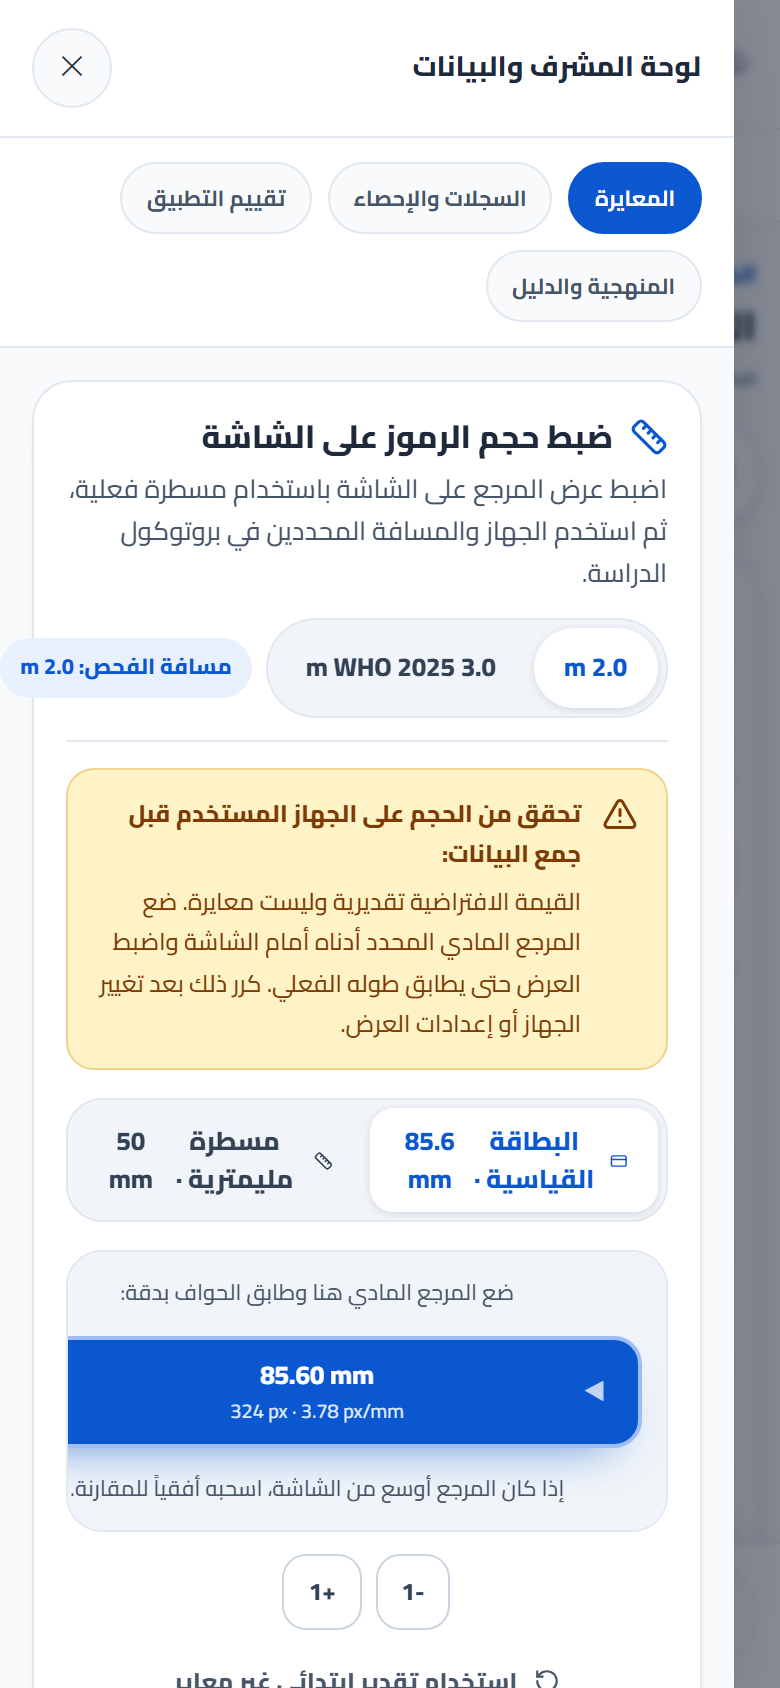 لوحة المشرف والبيانات
المعايرة
السجلات والإحصاء
تقييم التطبيق
المنهجية والدليل
ضبط حجم الرموز على الشاشة
اضبط عرض المرجع على الشاشة باستخدام مسطرة فعلية،
ثم استخدم الجهاز والمسافة المحددين في بروتوكول
الدراسة.
2.0 m
3.0 m WHO 2025
مسافة الفحص: 2.0 m
تحقق من الحجم على الجهاز المستخدم قبل
جمع البيانات:
القيمة الافتراضية تقديرية وليست معايرة. ضع
المرجع المادي المحدد أدناه أمام الشاشة واضبط
العرض حتى يطابق طوله الفعلي. كرر ذلك بعد تغيير
الجهاز أو إعدادات العرض.
البطاقة
القياسية ·
85.6
mm
مسطرة
مليمترية ·
50
mm
ضع المرجع المادي هنا وطابق الحواف بدقة:
85.60 mm
324 px · 3.78 px/mm
إذا كان المرجع أوسع من الشاشة، اسحبه أفقياً للمقارنة.
-1
+1
استخدام تقدير ابتدائي غير معاير